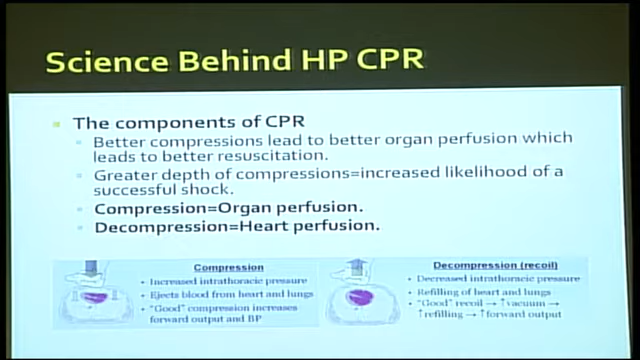 Science Behind HP CPR
The components of CPR
Better compressions lead to better organ perfusion which
leads to better resuscitation.
Greater depth of compressions=increased likelihood of a
successful shock.
Compression=Organ perfusion.
Decompression=Heart perfusion.
Compression
• Increased intrathoracic pressure
• Ejects blood from heart and lungs
• "Good" compression increases
forward output and BP
Decompression (recoil)
• Decreased intrathoracic pressure
• Refilling of heart and lungs
• "Good" recoil → ↑vacuum →
↑refilling → ↑forward output